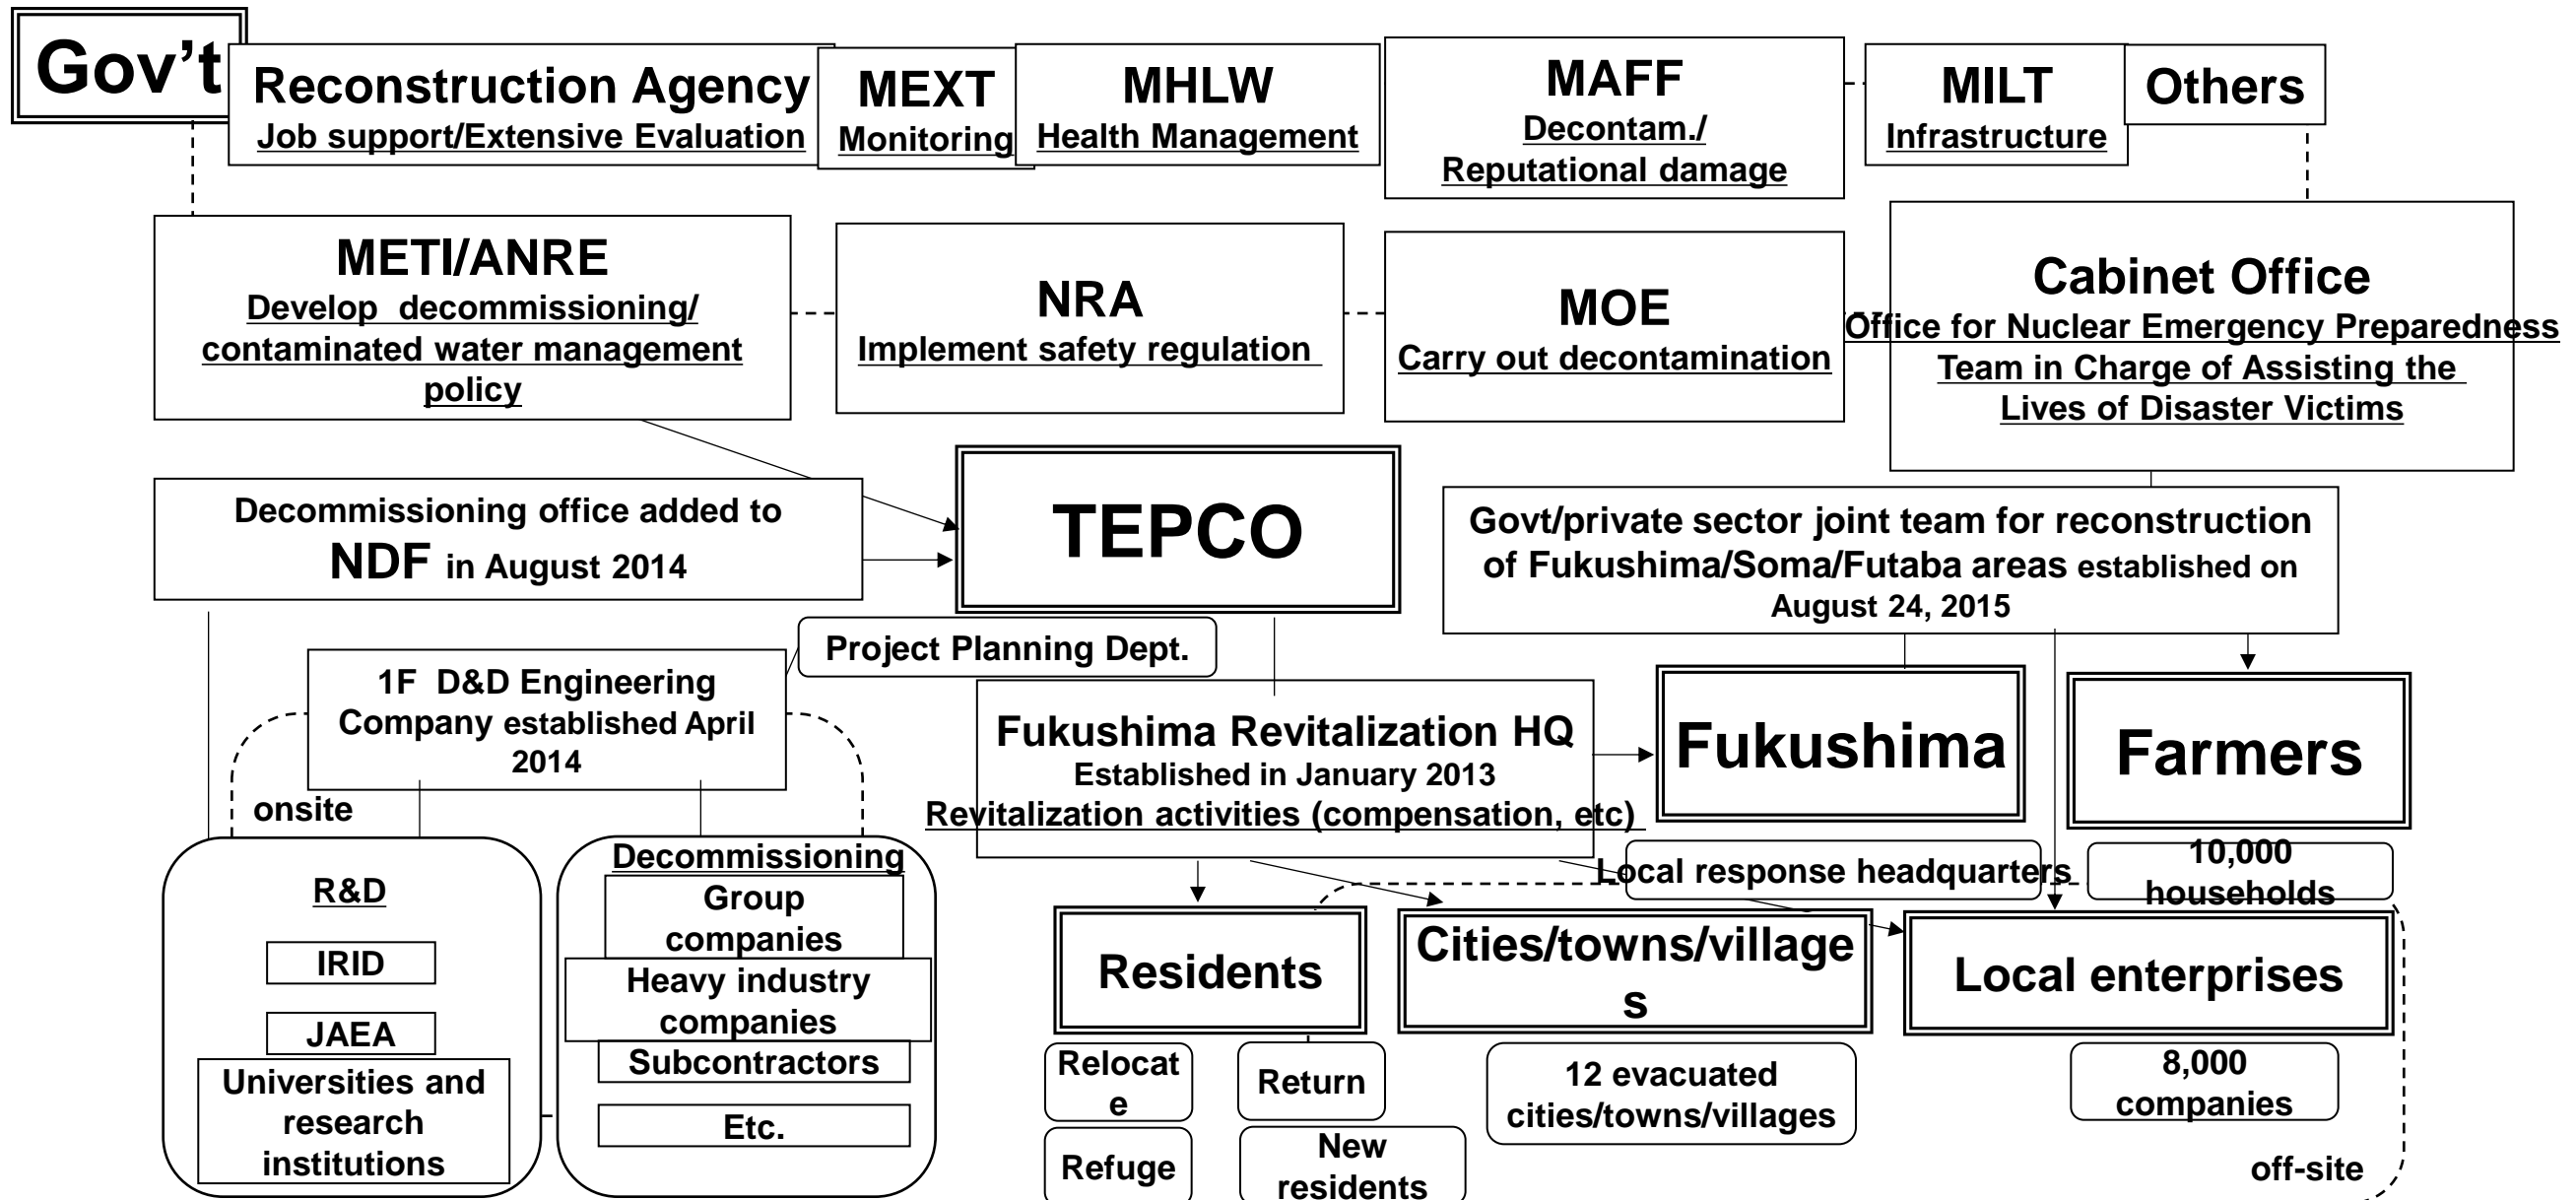 Gov’t
Reconstruction Agency
Job support/Extensive Evaluation
MEXT
Monitoring
MHLW
Health Management
MAFF
Decontam./
Reputational damage
MILT
Infrastructure
Others
METI/ANRE
Develop decommissioning/
contaminated water management
policy
NRA
Implement safety regulation
MOE
Carry out decontamination
Cabinet Office
Office for Nuclear Emergency Preparedness
Team in Charge of Assisting the
Lives of Disaster Victims
Decommissioning office added to
NDF in August 2014
TEPCO
Govt/private sector joint team for reconstruction
of Fukushima/Soma/Futaba areas established on
August 24, 2015
Project Planning Dept.
1F D&D Engineering
Company established April
2014
onsite
Fukushima Revitalization HQ
Established in January 2013
Revitalization activities (compensation, etc)
Fukushima
Farmers
Local response headquarters
10,000
households
R&D
IRID
JAEA
Universities and
research
institutions
Decommissioning
Group
companies
Heavy industry
companies
Subcontractors
Etc.
Residents
Cities/towns/village
s
Local enterprises
Relocat
e
Return
Refuge
New
residents
12 evacuated
cities/towns/villages
8,000
companies
off-site